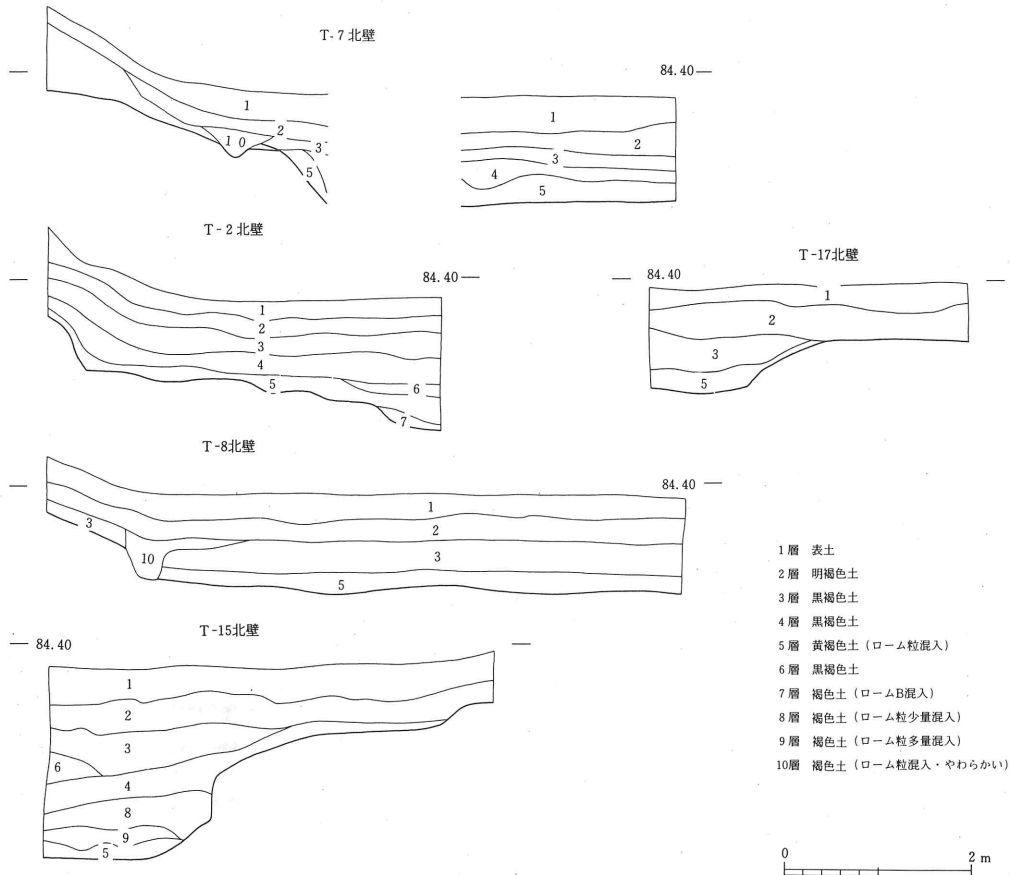 T-7北壁
84.40
1
2
10
3
5
1
2
3
4
5
T-2北壁
84.40
1
2
3
4
5
6
7
T-17北壁
84.40
1
2
3
5
T-8北壁
84.40
1
2
3
3
10
5
T-15北壁
84.40
1
2
3
6
4
8
9
5
1層 表土
2層 明褐色土
3層 黒褐色土
4層 黒褐色土
5層 黄褐色土(ローム粒混入)
6層 黒褐色土
7層 褐色土(ロームB混入)
8層 褐色土(ローム粒少量混入)
9層 褐色土(ローム粒多量混入)
10層 褐色土(ローム粒混入・やわらかい)
0 2m